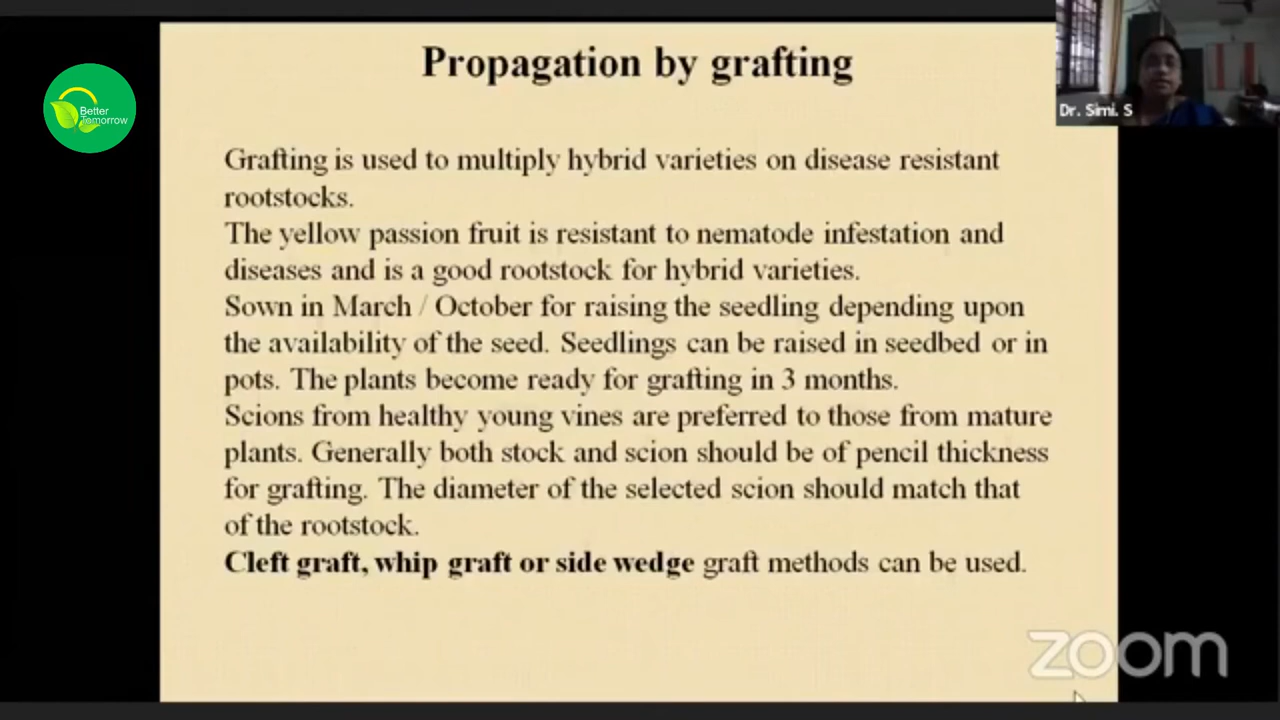 Propagation by grafting
Better
Tomorrow
Dr. Simi. S
Grafting is used to multiply hybrid varieties on disease resistant
rootstocks.
The yellow passion fruit is resistant to nematode infestation and
diseases and is a good rootstock for hybrid varieties.
Sown in March / October for raising the seedling depending upon
the availability of the seed. Seedlings can be raised in seedbed or in
pots. The plants become ready for grafting in 3 months.
Scions from healthy young vines are preferred to those from mature
plants. Generally both stock and scion should be of pencil thickness
for grafting. The diameter of the selected scion should match that
of the rootstock.
Cleft graft, whip graft or side wedge graft methods can be used.
zoom